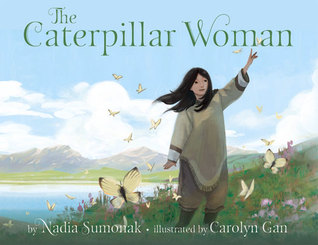 The
Caterpillar Woman
by Nadia Sumonak · illustrated by Carolyn Gan